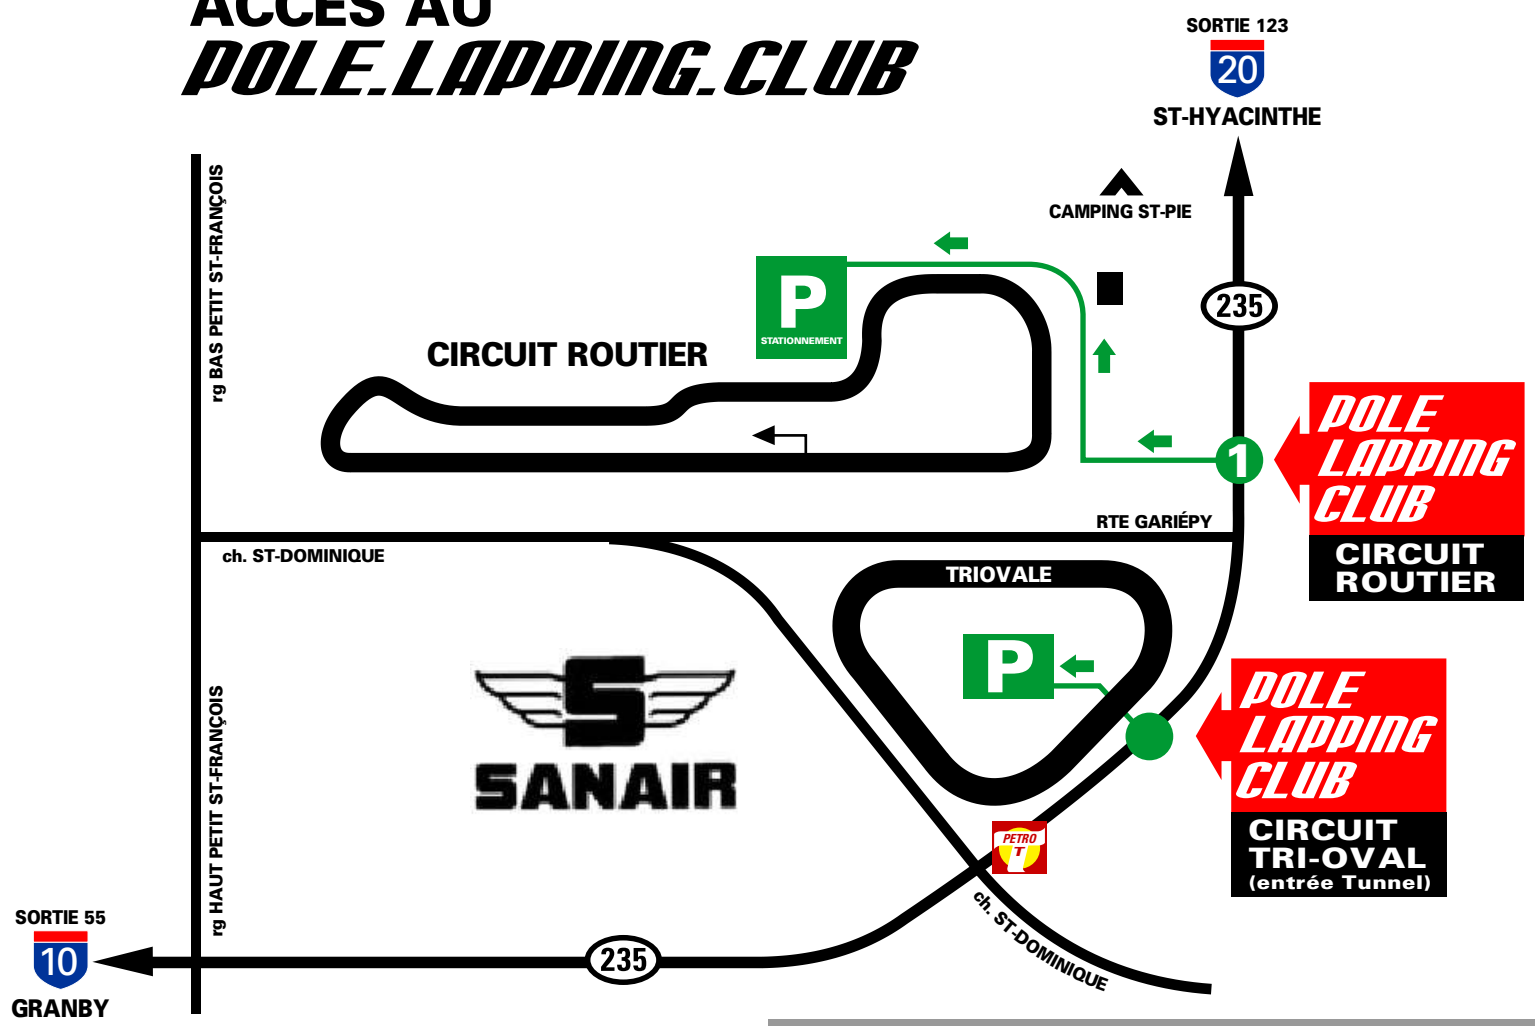 ACCÈS AU
POLE.LAPPING.CLUB
SORTIE 123
20
ST-HYACINTHE
CAMPING ST-PIE
rg BAS PETIT ST-FRANÇOIS
P
STATIONNEMENT
235
CIRCUIT ROUTIER
1
POLE
LAPPING
CLUB
CIRCUIT
ROUTIER
RTE GARIÉPY
ch. ST-DOMINIQUE
TRIOVALE
P
S
SANAIR
rg HAUT PETIT ST-FRANÇOIS
POLE
LAPPING
CLUB
CIRCUIT
TRI-OVAL
(entrée Tunnel)
PETRO
T
ch. ST-DOMINIQUE
SORTIE 55
10
GRANBY
235